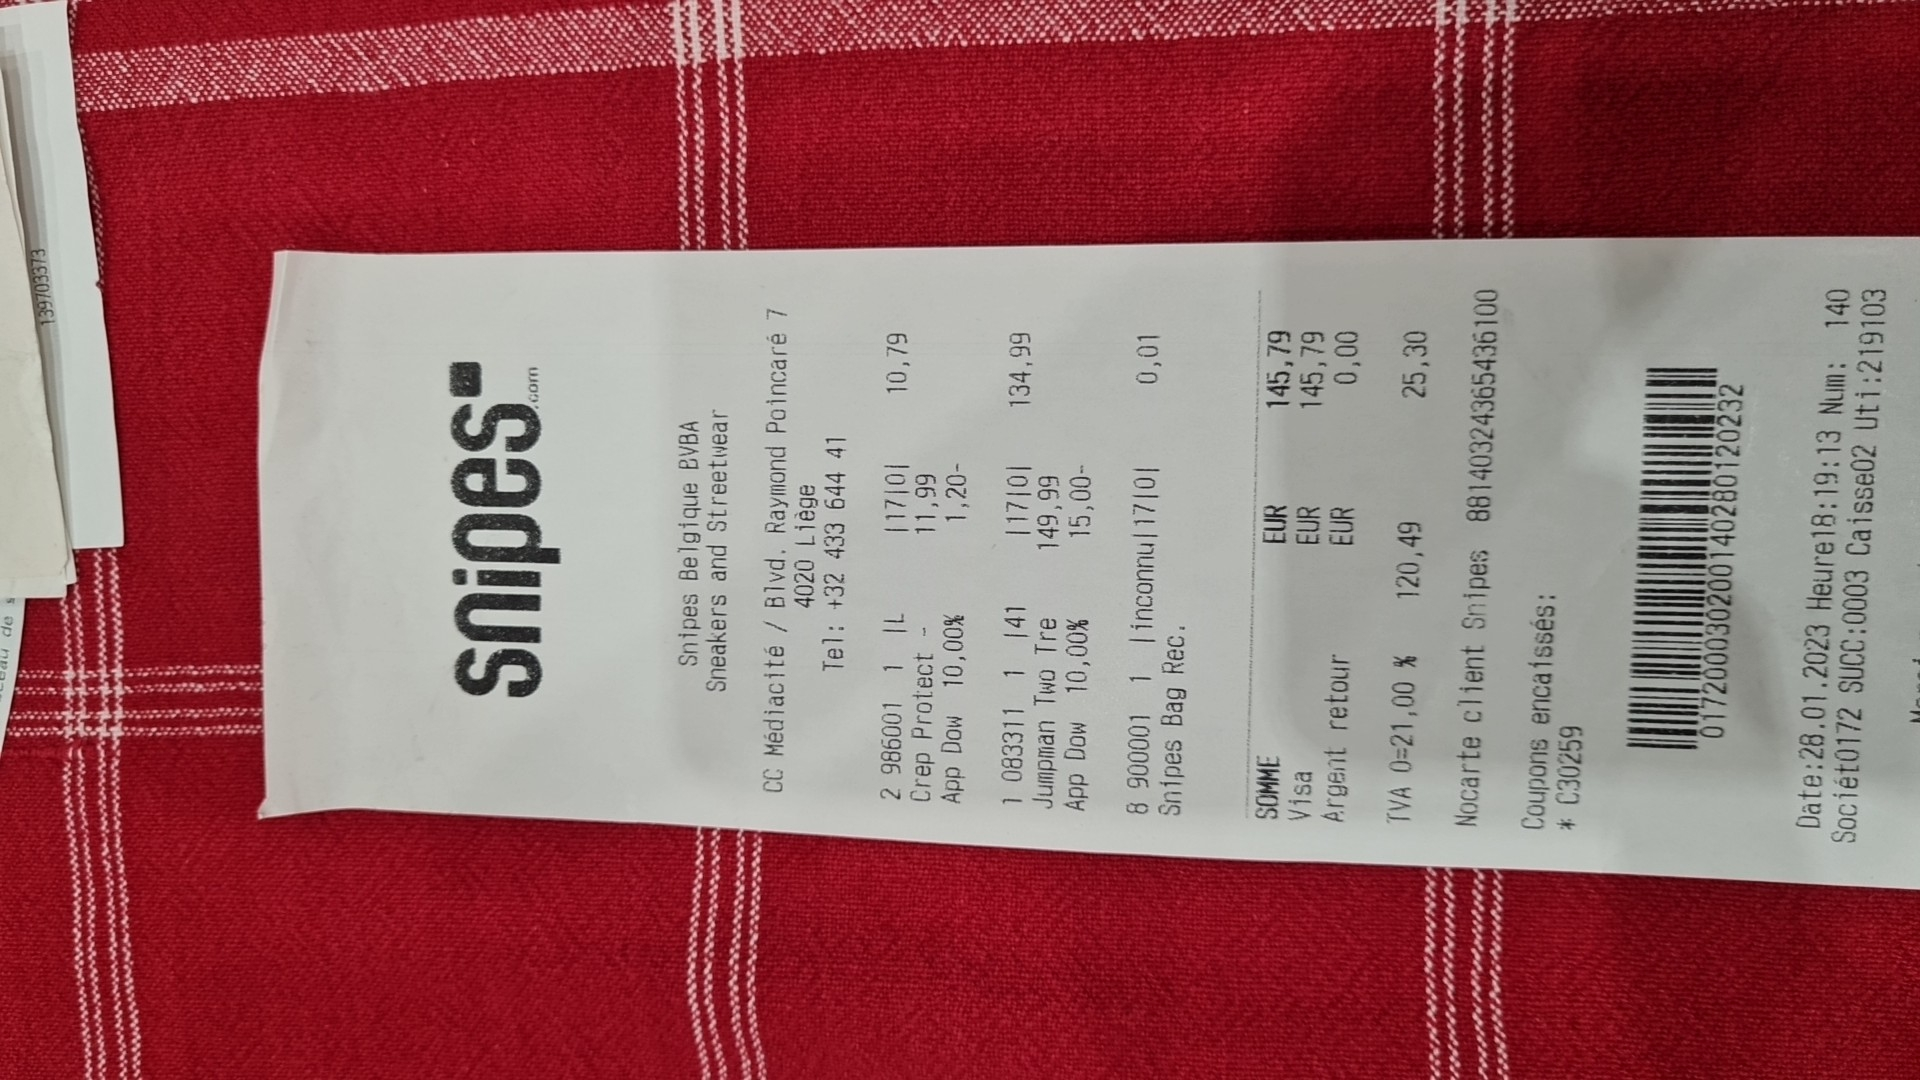 139703373
snipes
.com
Snipes Belgique BVBA
Sneakers and Streetwear
CC Médiacité / Blvd. Raymond Poincaré 7
4020 Liège
Tel: +32 433 644 41
2 986001 1 |L |17|0| 10,79
Crep Protect - 11,99
App Dow 10,00% 1,20-
1 083311 1 |41 |17|0| 134,99
Jumpman Two Tre 149,99
App Dow 10,00% 15,00-
8 900001 1 |inconnu|17|0| 0,01
Snipes Bag Rec.
SOMME EUR 145,79
Visa EUR 145,79
Argent retour EUR 0,00
TVA 0=21,00 % 120,49 25,30
Nocarte client Snipes 88140324365436100
Coupons encaissés:
* C30259
017200030200140280120232
Date:28.01.2023 Heure18:19:13 Num: 140
Sociét0172 SUCC:0003 Caisse02 Uti:219103